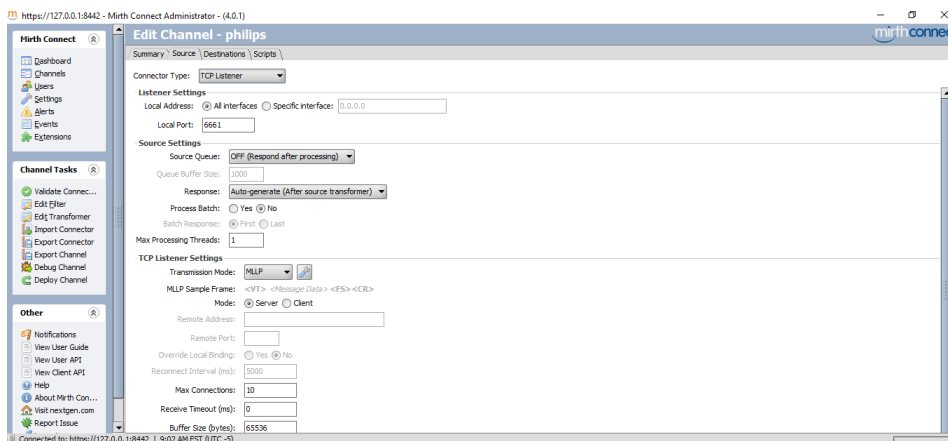 https://127.0.0.1:8442 - Mirth Connect Administrator - (4.0.1)
Mirth Connect
Dashboard
Channels
Users
Settings
Alerts
Events
Extensions
Channel Tasks
Validate Connec...
Edit Filter
Edit Transformer
Import Connector
Export Connector
Export Channel
Debug Channel
Deploy Channel
Other
Notifications
View User Guide
View User API
View Client API
Help
About Mirth Con...
Visit nextgen.com
Report Issue
Edit Channel - philips
mirth connec
Summary Source Destinations Scripts
Connector Type: TCP Listener
Listener Settings
Local Address: All interfaces Specific interface: 0.0.0.0
Local Port: 6661
Source Settings
Source Queue: OFF (Respond after processing)
Queue Buffer Size: 1000
Response: Auto-generate (After source transformer)
Process Batch: Yes No
Batch Response: First Last
Max Processing Threads: 1
TCP Listener Settings
Transmission Mode: MLLP
MLLP Sample Frame: <VT> <Message Data> <FS><CR>
Mode: Server Client
Remote Address:
Remote Port:
Override Local Binding: Yes No
Reconnect Interval (ms): 5000
Max Connections: 10
Receive Timeout (ms): 0
Buffer Size (bytes): 65536
Connected to: https://127.0.0.1:8442 | 9:02 AM EST (UTC -5)